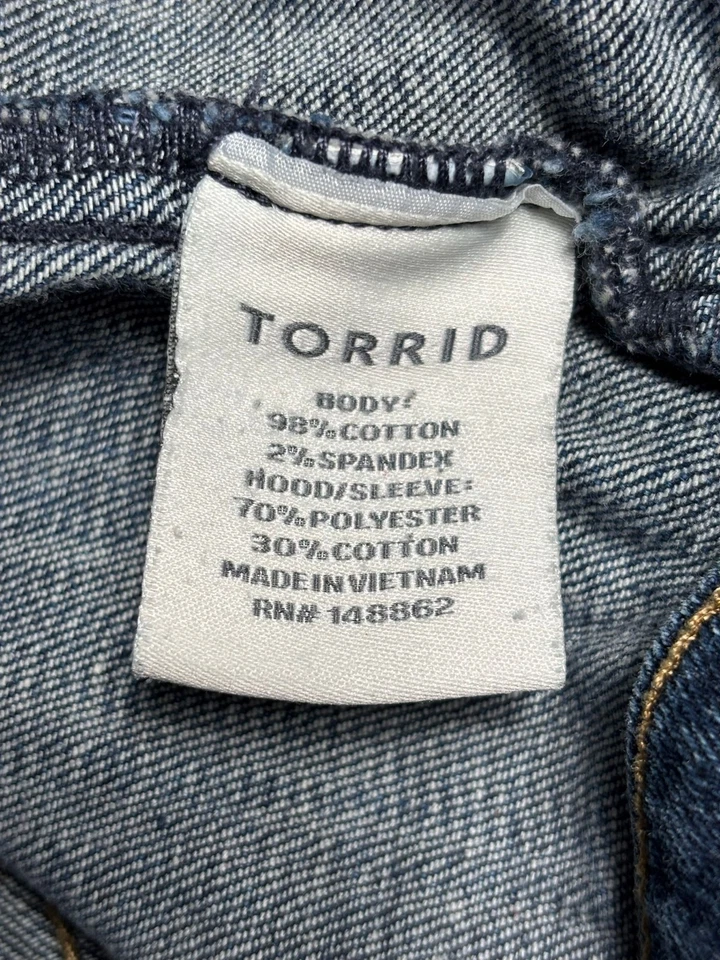 TORRID
BODY:
98% COTTON
2% SPANDEX
HOOD/SLEEVE:
70% POLYESTER
30% COTTON
MADE IN VIETNAM
RN# 148862